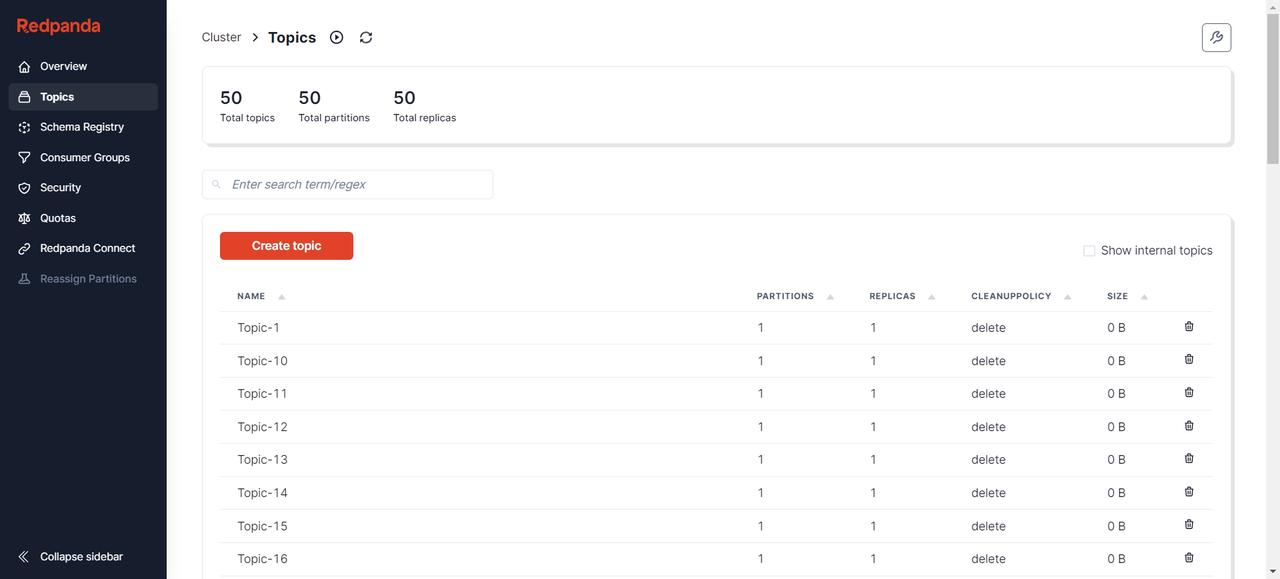 Redpanda
Overview
Topics
Schema Registry
Consumer Groups
Security
Quotas
Redpanda Connect
Reassign Partitions
Collapse sidebar
Cluster > Topics
50 50 50
Total topics Total partitions Total replicas
Enter search term/regex
Create topic
Show internal topics
NAME PARTITIONS REPLICAS CLEANUPPOLICY SIZE
Topic-1 1 1 delete 0 B
Topic-10 1 1 delete 0 B
Topic-11 1 1 delete 0 B
Topic-12 1 1 delete 0 B
Topic-13 1 1 delete 0 B
Topic-14 1 1 delete 0 B
Topic-15 1 1 delete 0 B
Topic-16 1 1 delete 0 B